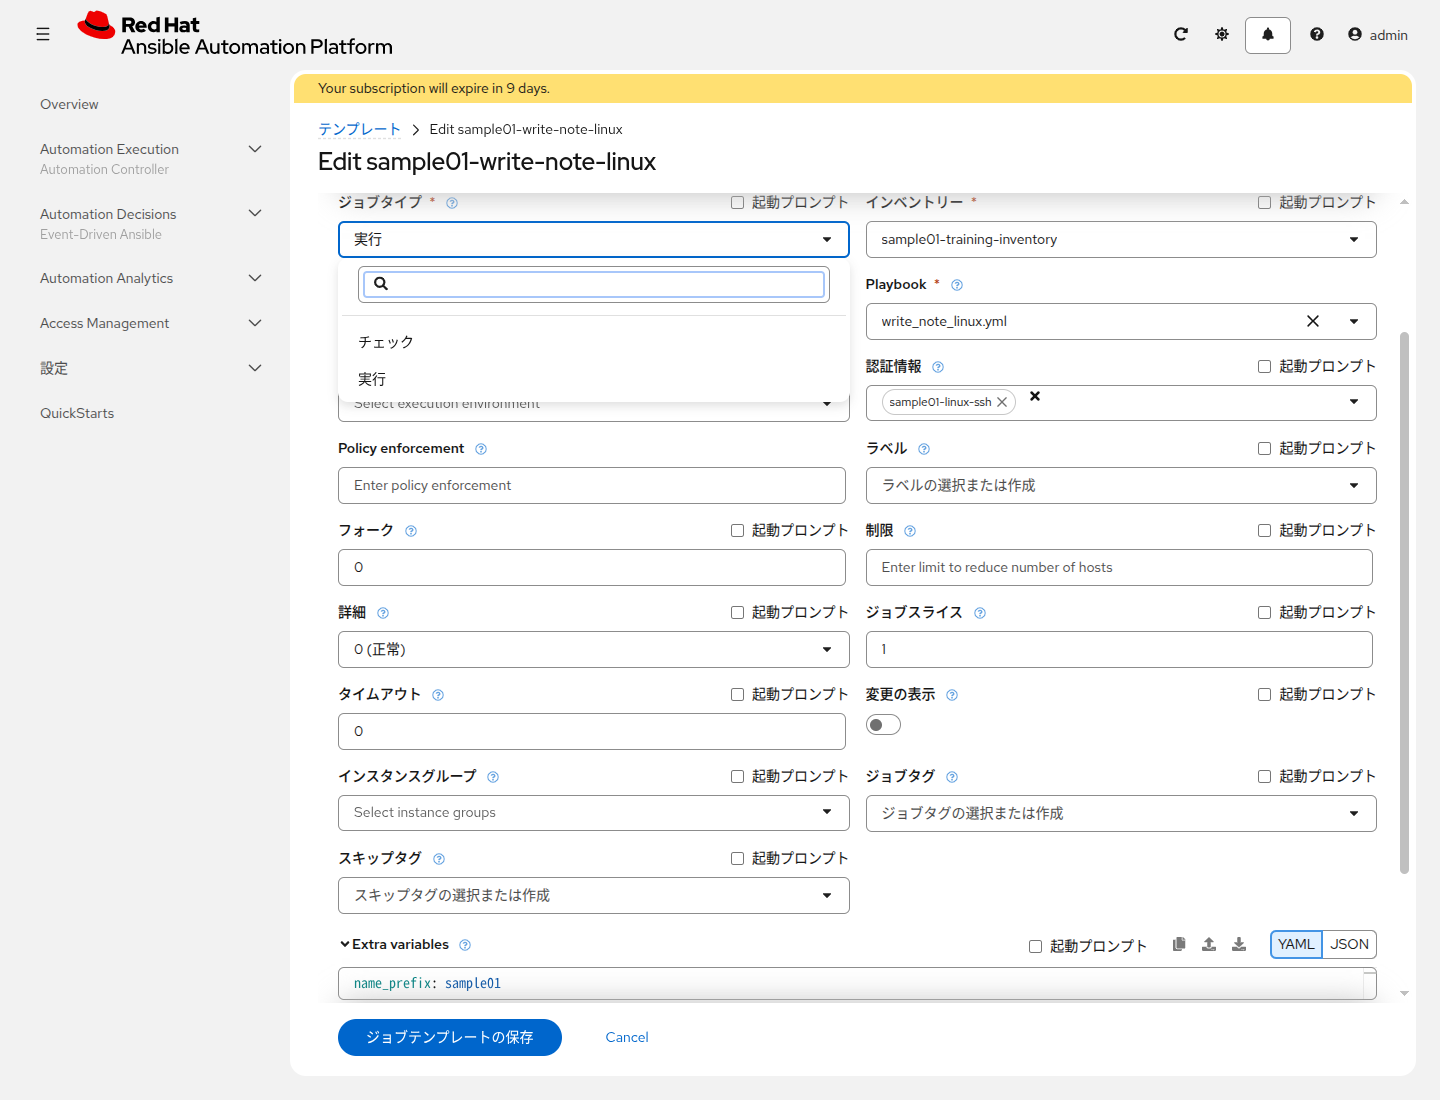 Red Hat
Ansible Automation Platform
admin
Overview
Automation Execution
Automation Controller
Automation Decisions
Event-Driven Ansible
Automation Analytics
Access Management
設定
QuickStarts
Your subscription will expire in 9 days.
テンプレート > Edit sample01-write-note-linux
Edit sample01-write-note-linux
ジョブタイプ * 起動プロンプト
インベントリー * 起動プロンプト
実行
sample01-training-inventory
チェック
実行
Playbook *
write_note_linux.yml
認証情報 起動プロンプト
Select execution environment
sample01-linux-ssh
Policy enforcement
ラベル 起動プロンプト
Enter policy enforcement
ラベルの選択または作成
フォーク 起動プロンプト
制限 起動プロンプト
0
Enter limit to reduce number of hosts
詳細 起動プロンプト
ジョブスライス 起動プロンプト
0 (正常)
1
タイムアウト 起動プロンプト
変更の表示 起動プロンプト
0
インスタンスグループ 起動プロンプト
ジョブタグ 起動プロンプト
Select instance groups
ジョブタグの選択または作成
スキップタグ 起動プロンプト
スキップタグの選択または作成
Extra variables 起動プロンプト YAML JSON
name_prefix: sample01
ジョブテンプレートの保存 Cancel